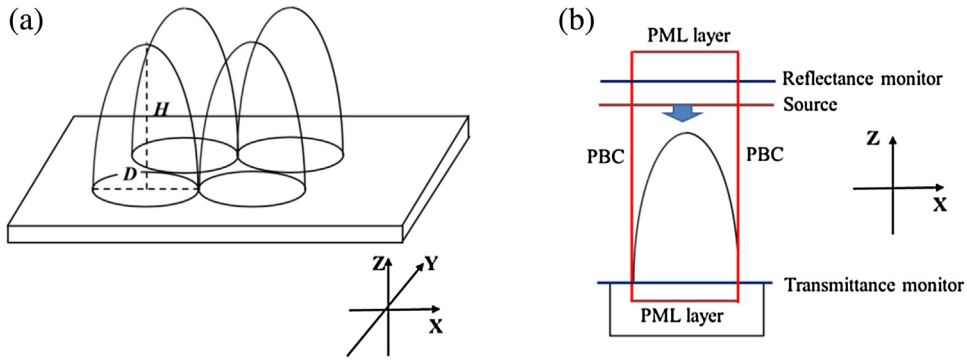 (a)
H
D
Z
Y
X
(b)
PML layer
Reflectance monitor
Source
PBC
PBC
Z
X
Transmittance monitor
PML layer